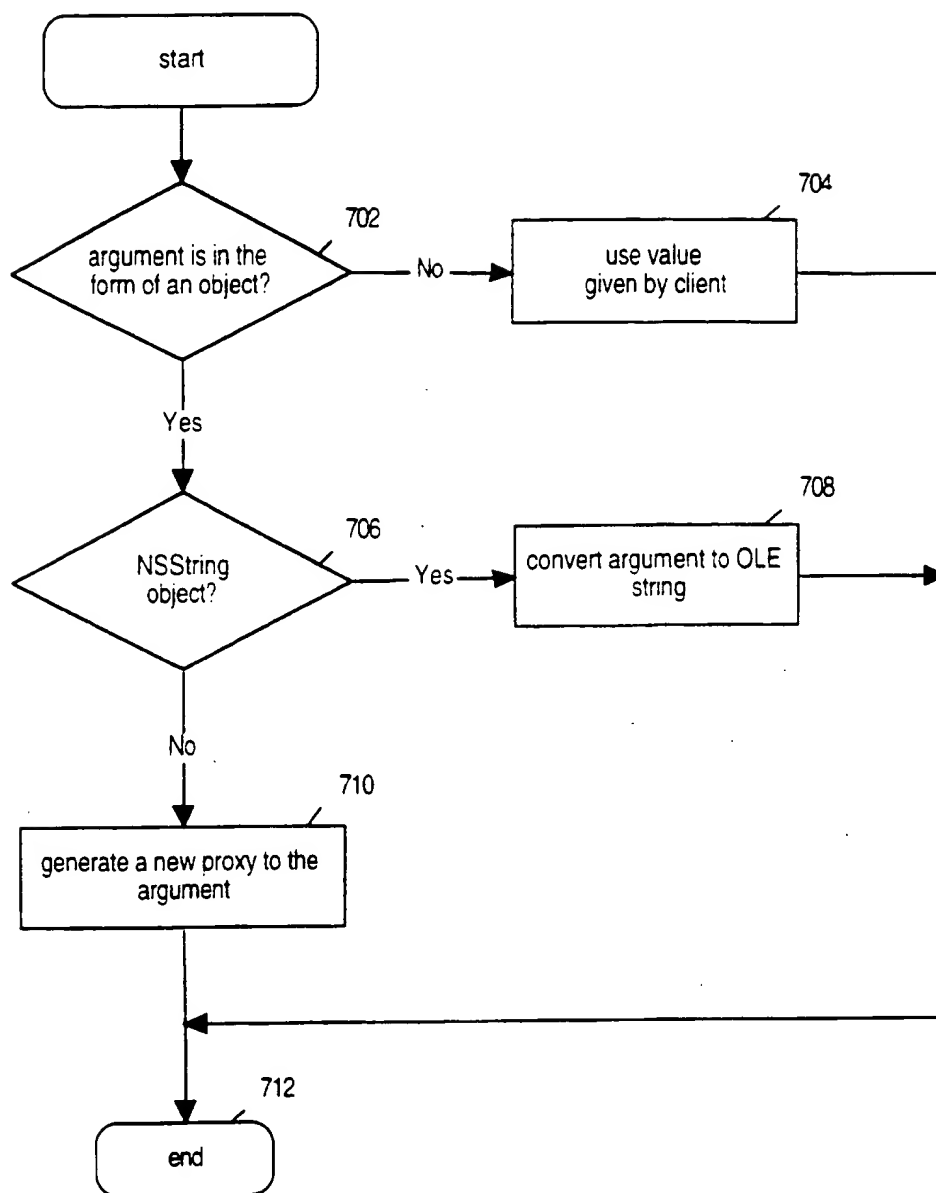 start
702
argument is in the
form of an object?
No
704
use value
given by client
Yes
706
NSString
object?
Yes
708
convert argument to OLE
string
No
710
generate a new proxy to the
argument
712
end